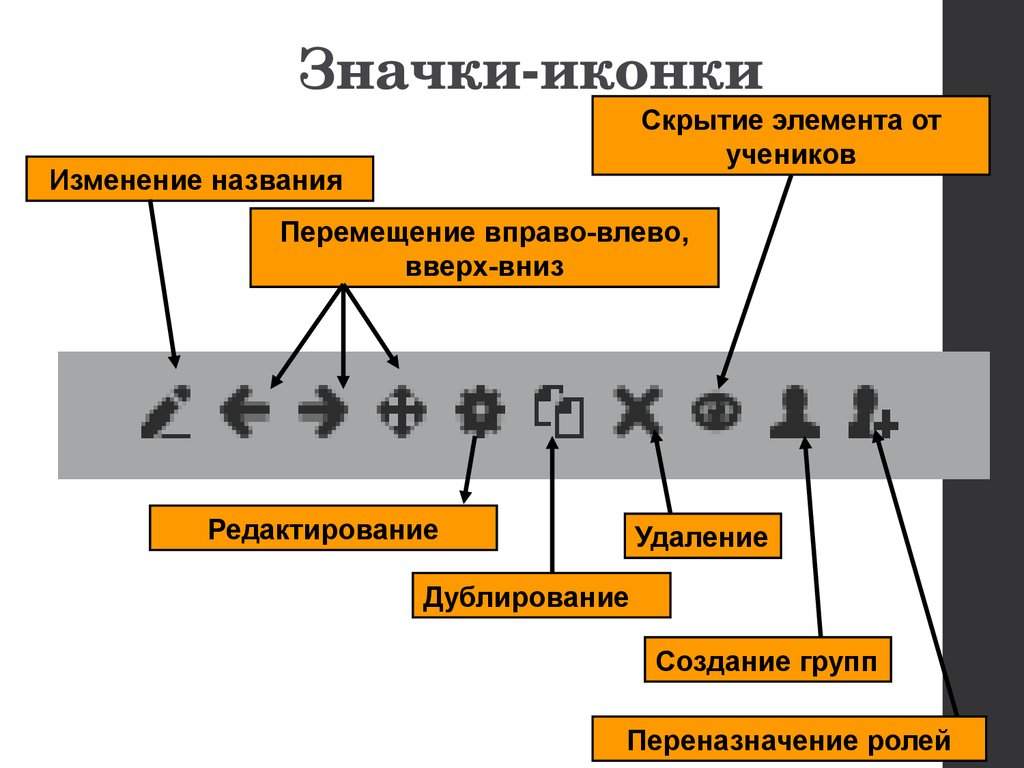 Значки-иконки
Скрытие элемента от
учеников
Изменение названия
Перемещение вправо-влево,
вверх-вниз
Редактирование
Удаление
Дублирование
Создание групп
Переназначение ролей